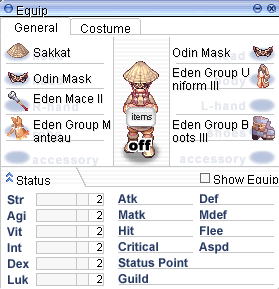 Equip
General Costume
Sakkat
Odin Mask
Odin Mask
Eden Group U
niform III
Eden Mace II
L-hand
Eden Group M
anteau
Eden Group B
oots III
items
off
accessory
accessory
Status
Show Equip
Str 2 Atk Def
Agi 2 Matk Mdef
Vit 2 Hit Flee
Int 2 Critical Aspd
Dex 2 Status Point
Luk 2 Guild